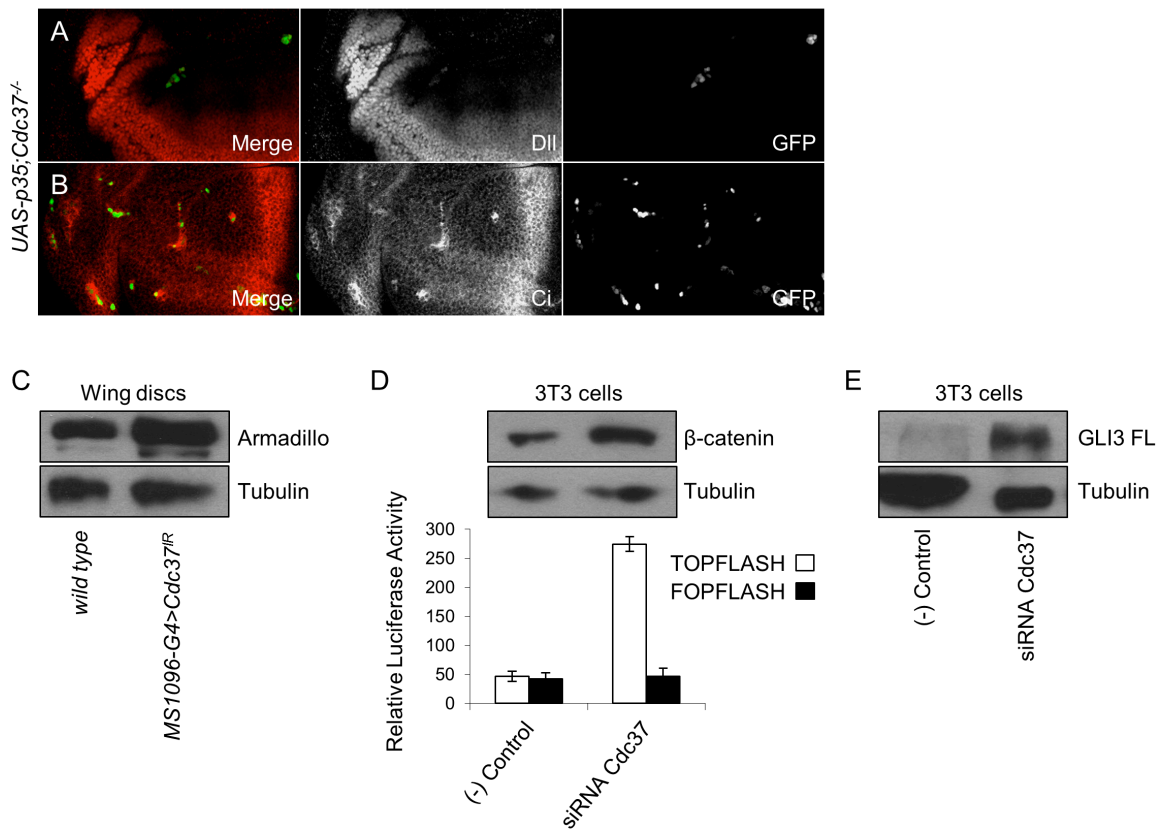 UAS-p35;Cdc37-/-
A
Merge
Dll
GFP
B
Merge
Ci
GFP
C
Wing discs
Armadillo
Tubulin
wild type
MS1096-G4>Cdc37IR
D
3T3 cells
β-catenin
Tubulin
Relative Luciferase Activity
300
250
200
150
100
50
0
TOPFLASH
FOPFLASH
(-) Control
siRNA Cdc37
E
3T3 cells
GLI3 FL
Tubulin
(-) Control
siRNA Cdc37